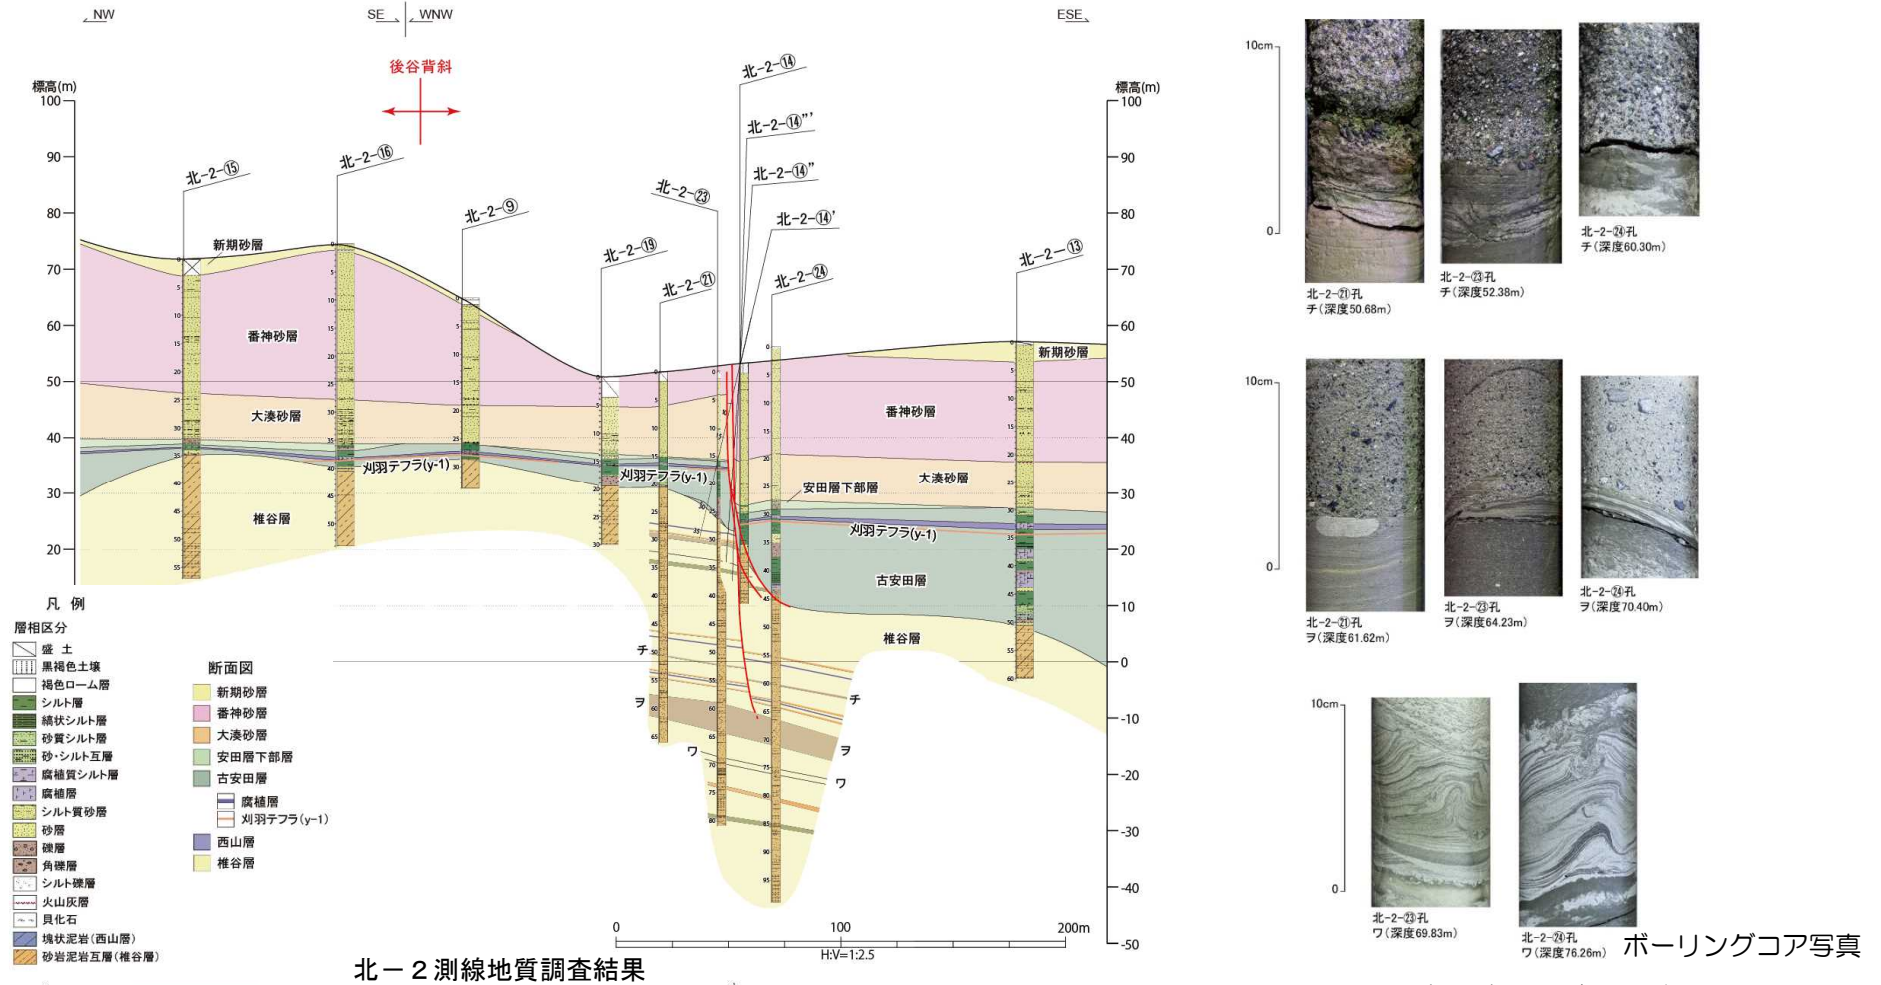 NW
SE
WNW
ESE
後谷背斜
標高(m)
標高(m)
100
90
80
70
60
50
40
30
20
100
90
80
70
60
50
40
30
20
10
0
-10
-20
-30
-40
-50
北-2-⑮
北-2-⑯
北-2-⑨
北-2-⑲
北-2-㉑
北-2-㉓
北-2-⑭
北-2-⑭"'
北-2-⑭"
北-2-⑭'
北-2-㉔
北-2-⑬
新期砂層
番神砂層
大湊砂層
刈羽テフラ(y-1)
椎谷層
刈羽テフラ(y-1)
新期砂層
番神砂層
大湊砂層
安田層下部層
刈羽テフラ(y-1)
古安田層
椎谷層
チ
ヲ
ワ
チ
ヲ
ワ
凡 例
層相区分
盛 土
黒褐色土壌
褐色ローム層
シルト層
縞状シルト層
砂質シルト層
砂・シルト互層
腐植質シルト層
腐植層
シルト質砂層
砂層
礫層
角礫層
シルト礫層
火山灰層
貝化石
塊状泥岩(西山層)
砂岩泥岩互層(椎谷層)
断面図
新期砂層
番神砂層
大湊砂層
安田層下部層
古安田層
腐植層
刈羽テフラ(y-1)
西山層
椎谷層
0
100
200m
H:V=1:2.5
北-2測線地質調査結果
10cm
0
北-2-㉑孔
チ(深度50.68m)
北-2-㉓孔
チ(深度52.38m)
北-2-㉔孔
チ(深度60.30m)
10cm
0
北-2-㉑孔
ヲ(深度61.62m)
北-2-㉓孔
ヲ(深度64.23m)
北-2-㉔孔
ヲ(深度70.40m)
10cm
0
北-2-㉓孔
ワ(深度69.83m)
北-2-㉔孔
ワ(深度76.26m)
ボーリングコア写真